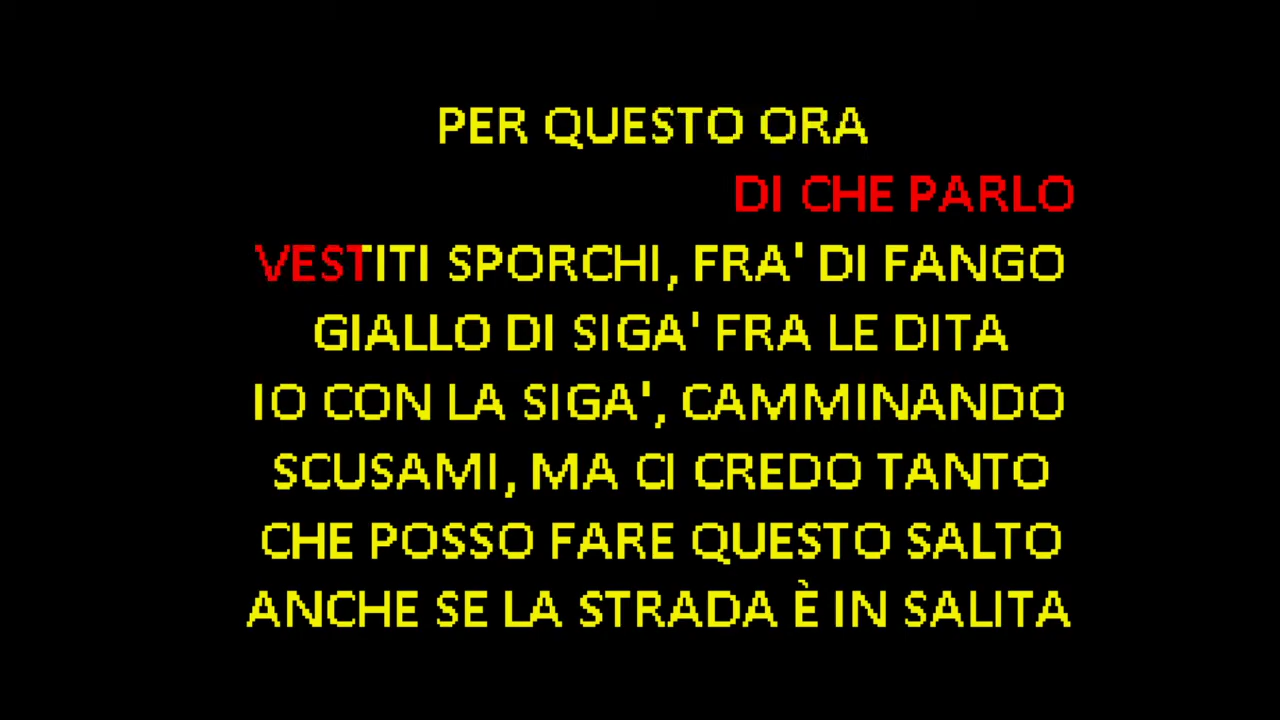 PER QUESTO ORA
DI CHE PARLO
VESTITI SPORCHI, FRA' DI FANGO
GIALLO DI SIGA' FRA LE DITA
IO CON LA SIGA', CAMMINANDO
SCUSAMI, MA CI CREDO TANTO
CHE POSSO FARE QUESTO SALTO
ANCHE SE LA STRADA È IN SALITA